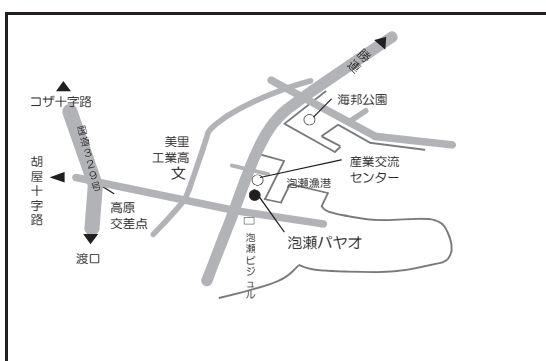 勝連
コザ十字路
海邦公園
国道329号
美里
工業高
文
産業交流
センター
胡屋十字路
泡瀬漁港
高原
交差点
泡瀬パヤオ
泡瀬ビジュル
渡口